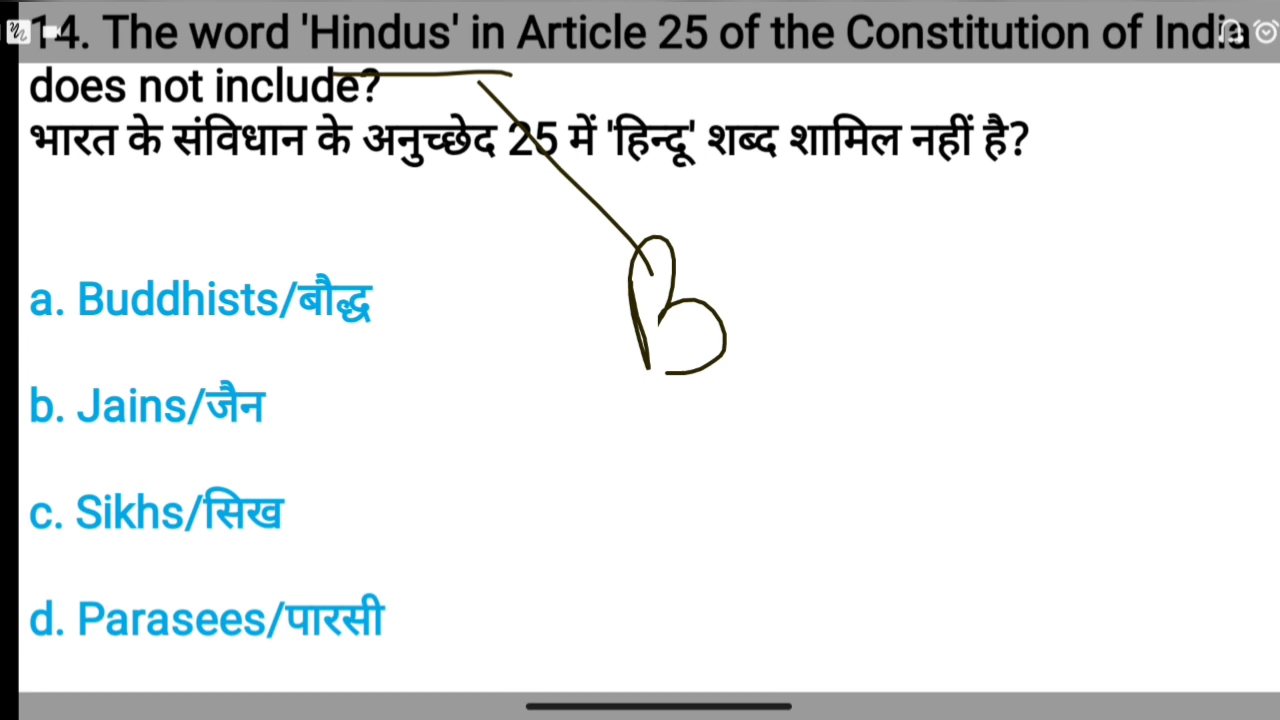 14. The word 'Hindus' in Article 25 of the Constitution of India
does not include?
भारत के संविधान के अनुच्छेद 25 में 'हिन्दू' शब्द शामिल नहीं है?
B
a. Buddhists/बौद्ध
b. Jains/जैन
c. Sikhs/सिख
d. Parasees/पारसी